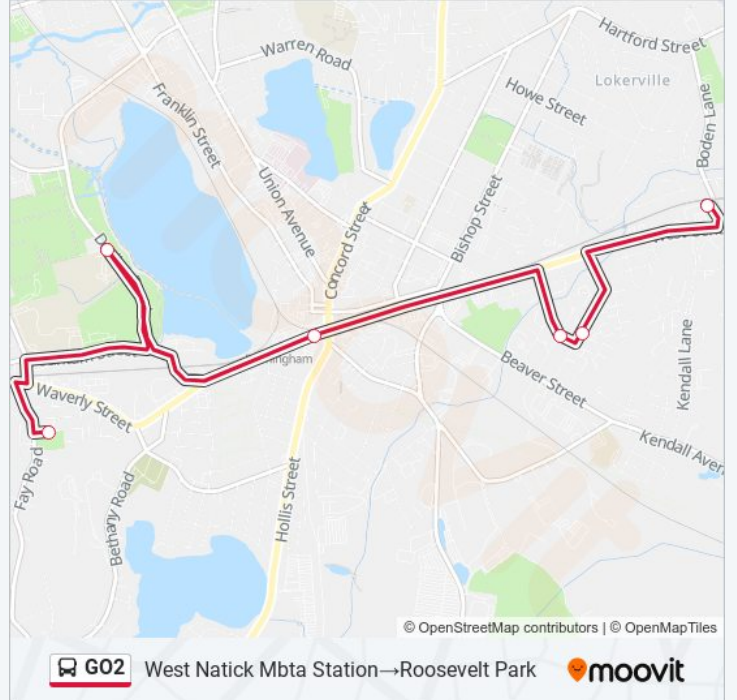 Hartford Street
Warren Road
Lokerville
Howe Street
Franklin Street
Boden Lane
Union Avenue
Bishop Street
Concord Street
Beaver Street
Kendall Lane
Waverly Street
Kendall Aven
Fay Road
Bethany Road
Hollis Street
© OpenStreetMap contributors | © OpenMapTiles
GO2 West Natick Mbta Station→Roosevelt Park moovit